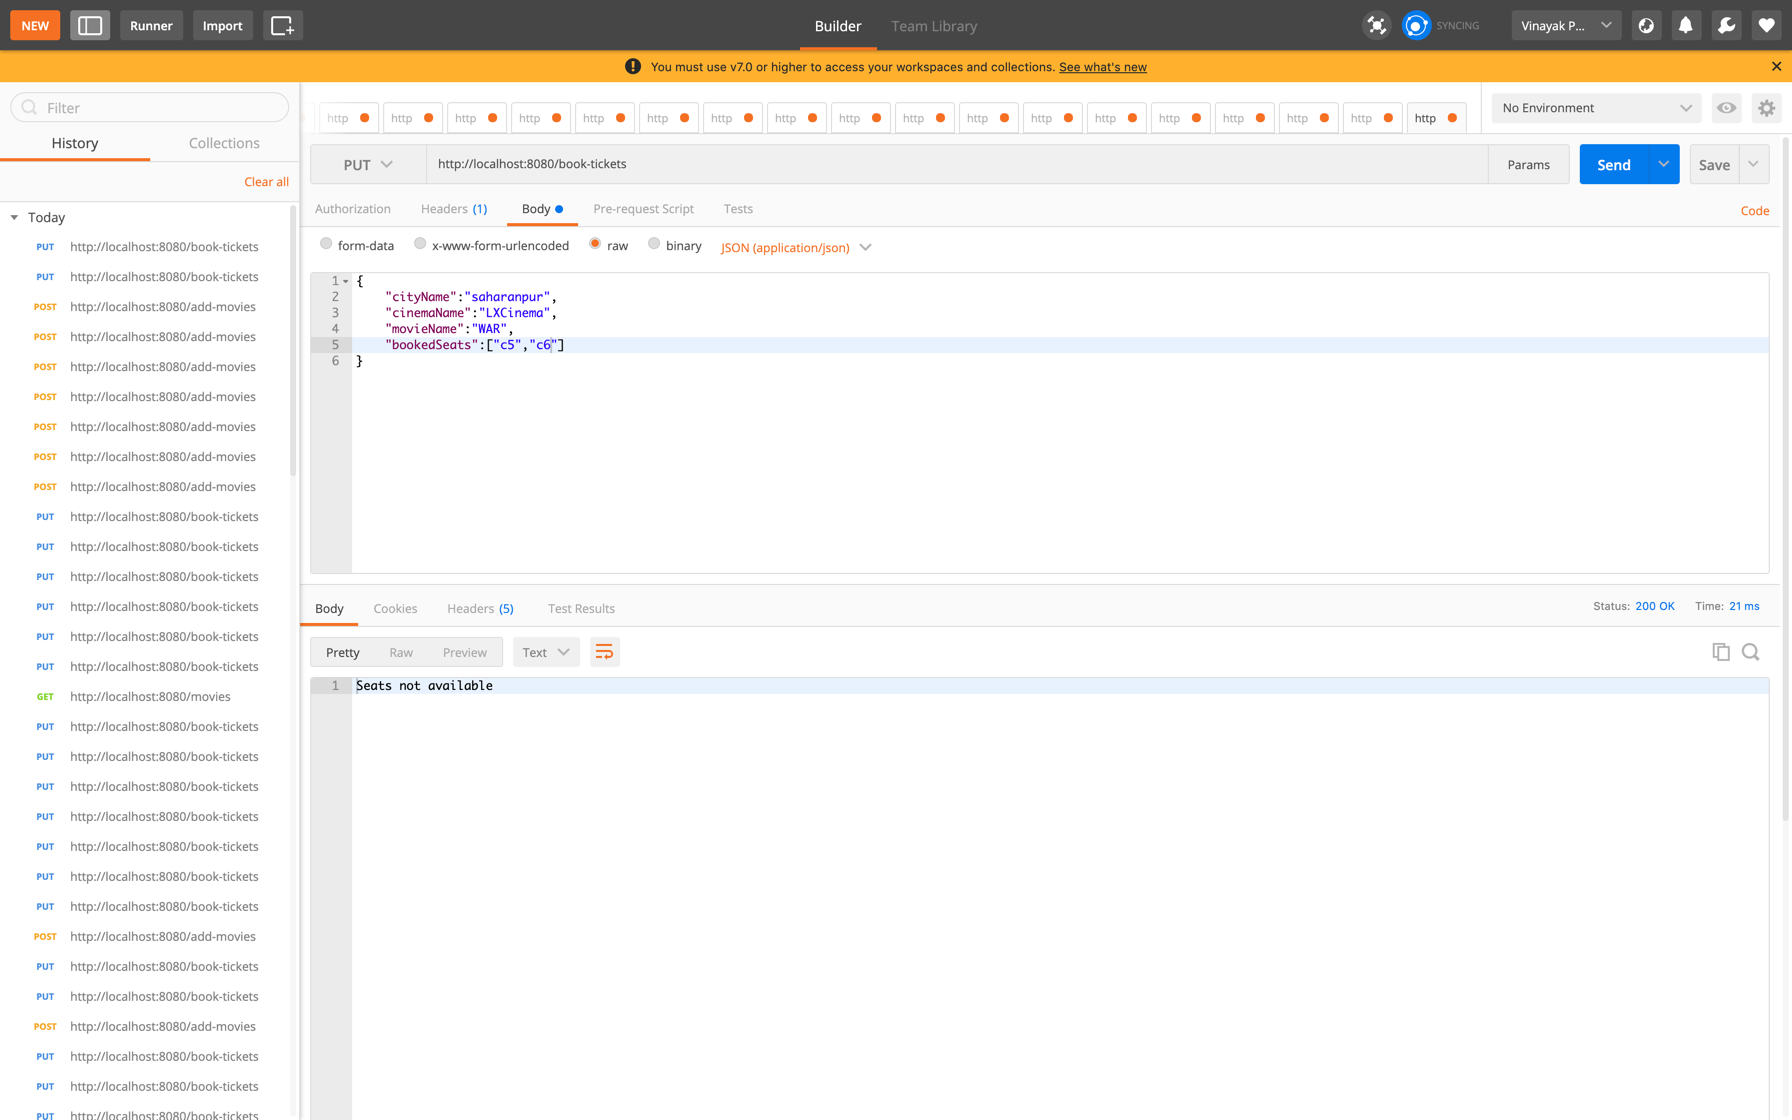 NEW Runner Import Builder Team Library SYNCING Vinayak P...
You must use v7.0 or higher to access your workspaces and collections. See what's new
Filter
History Collections
Clear all
Today
PUT http://localhost:8080/book-tickets
PUT http://localhost:8080/book-tickets
POST http://localhost:8080/add-movies
POST http://localhost:8080/add-movies
POST http://localhost:8080/add-movies
POST http://localhost:8080/add-movies
POST http://localhost:8080/add-movies
POST http://localhost:8080/add-movies
POST http://localhost:8080/add-movies
PUT http://localhost:8080/book-tickets
PUT http://localhost:8080/book-tickets
PUT http://localhost:8080/book-tickets
PUT http://localhost:8080/book-tickets
PUT http://localhost:8080/book-tickets
PUT http://localhost:8080/book-tickets
GET http://localhost:8080/movies
PUT http://localhost:8080/book-tickets
PUT http://localhost:8080/book-tickets
PUT http://localhost:8080/book-tickets
PUT http://localhost:8080/book-tickets
PUT http://localhost:8080/book-tickets
PUT http://localhost:8080/book-tickets
PUT http://localhost:8080/book-tickets
POST http://localhost:8080/add-movies
PUT http://localhost:8080/book-tickets
PUT http://localhost:8080/book-tickets
POST http://localhost:8080/add-movies
PUT http://localhost:8080/book-tickets
PUT http://localhost:8080/book-tickets
PUT http://localhost:8080/book-tickets
http http http http http http http http http http http http http http http http http http
No Environment
PUT http://localhost:8080/book-tickets Params Send Save
Authorization Headers (1) Body Pre-request Script Tests Code
form-data x-www-form-urlencoded raw binary JSON (application/json)
1 {
2 "cityName":"saharanpur",
3 "cinemaName":"LXCinema",
4 "movieName":"WAR",
5 "bookedSeats":["c5","c6"]
6 }
Body Cookies Headers (5) Test Results Status: 200 OK Time: 21 ms
Pretty Raw Preview Text
1 Seats not available